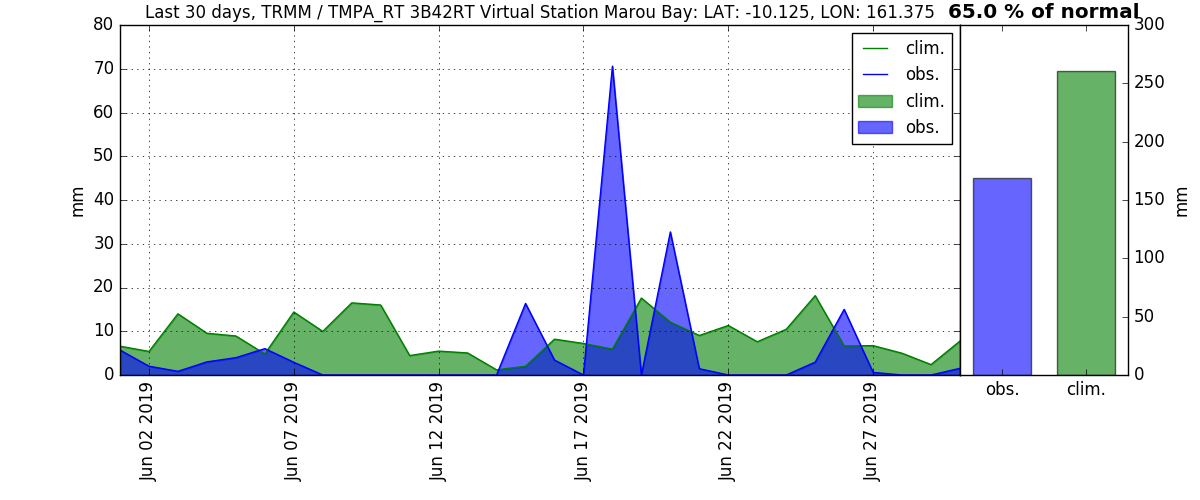 Last 30 days, TRMM / TMPA_RT 3B42RT Virtual Station Marou Bay: LAT: -10.125, LON: 161.375
65.0 % of normal
80
70
60
50
40
30
20
10
0
mm
clim.
obs.
clim.
obs.
Jun 02 2019
Jun 07 2019
Jun 12 2019
Jun 17 2019
Jun 22 2019
Jun 27 2019
300
250
200
150
100
50
0
mm
obs.
clim.